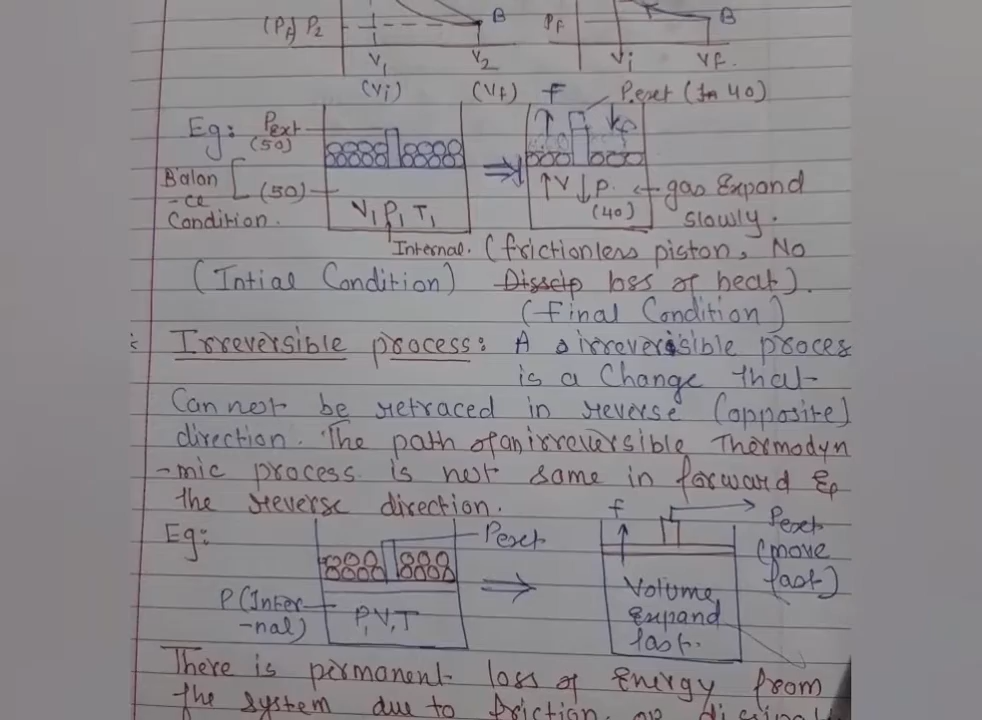 (Pf) P2
B
Pf
B
V1
V2
Vi
Vf.
(Vi)
(Vf)
F
P.exet (In 40)
Eg: Pext
(50)
Balan
-ce
Condition.
(50)
V1 P1 T1
↑V ↓P.
(40)
← gas Expand
slowly.
Internal. (frictionless piston, No
(Intial Condition)
loss of heat).
(final Condition)
Irreversible process: A irreversible proces
is a Change that
Can not be retraced in reverse (opposite)
direction. The path of an irreversible Thermodyn
-mic process is not same in forward &
the reverse direction.
Eg:
Pexet
f
Pexet
(move
fast)
P(Inter
-nal)
P,V,T
Volume
Expand
fast.
There is permanent loss of Energy from
the system due to friction, or